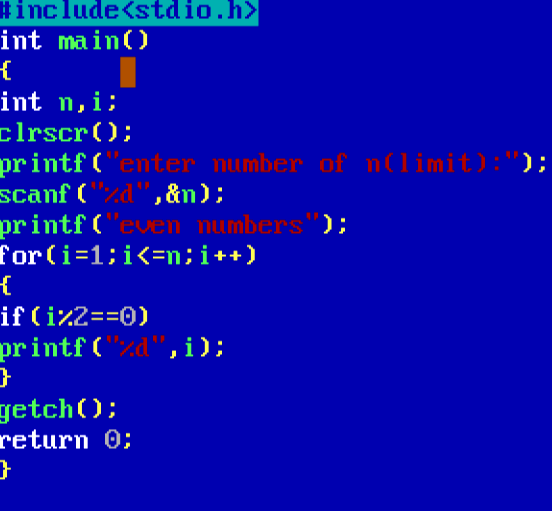 #include<stdio.h>
int main()
{
int n,i;
clrscr();
printf("enter number of n(limit):");
scanf("%d",&n);
printf("even numbers");
for(i=1;i<=n;i++)
{
if(i%2==0)
printf("%d",i);
}
getch();
return 0;
}